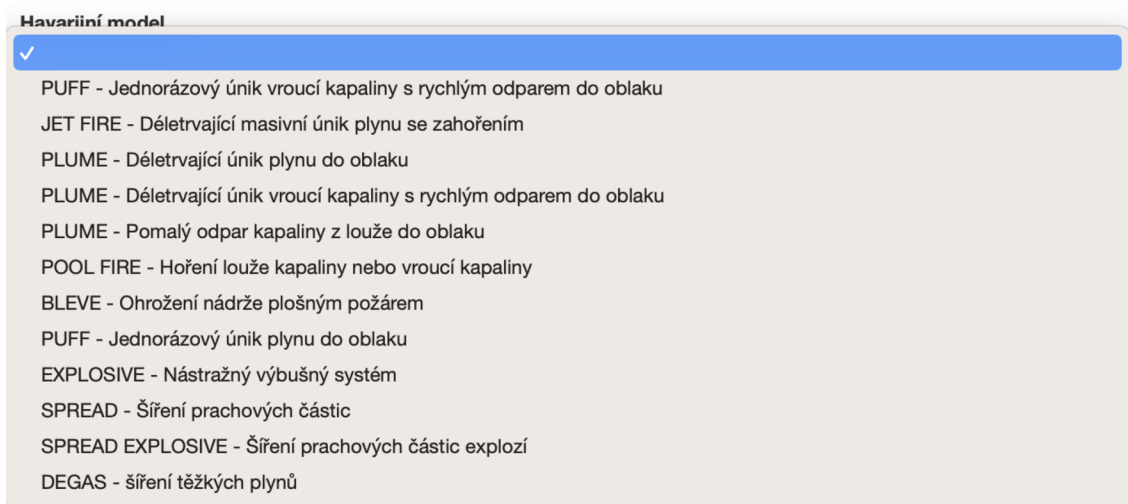 Havarijní model
✓
PUFF - Jednorázový únik vroucí kapaliny s rychlým odparem do oblaku
JET FIRE - Déletrvající masivní únik plynu se zahořením
PLUME - Déletrvající únik plynu do oblaku
PLUME - Déletrvající únik vroucí kapaliny s rychlým odparem do oblaku
PLUME - Pomalý odpar kapaliny z louže do oblaku
POOL FIRE - Hoření louže kapaliny nebo vroucí kapaliny
BLEVE - Ohrožení nádrže plošným požárem
PUFF - Jednorázový únik plynu do oblaku
EXPLOSIVE - Nástražný výbušný systém
SPREAD - Šíření prachových částic
SPREAD EXPLOSIVE - Šíření prachových částic explozí
DEGAS - šíření těžkých plynů